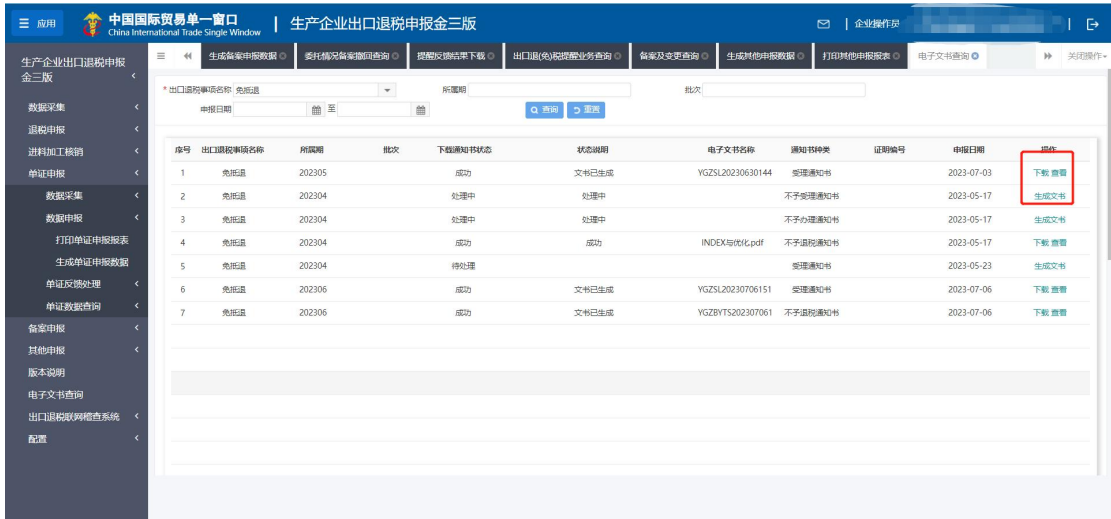 应用 中国国际贸易单一窗口 生产企业出口退税申报金三版 企业操作员
China International Trade Single Window
生产企业出口退税申报金三版
生成备案申报数据 委托情况备案撤回查询 提醒反馈结果下载 出口退(免)税提醒业务查询 备案及变更查询 生成其他申报数据 打印其他申报报表 电子文书查询 关闭操作
数据采集
退税申报
进料加工核销
单证申报
数据采集
数据申报
打印单证申报报表
生成单证申报数据
单证反馈处理
单证数据查询
备案申报
其他申报
版本说明
电子文书查询
出口退税联网稽查系统
配置
* 出口退税事项名称 免抵退 所属期 批次
申报日期 至 查询 重置
序号 出口退税事项名称 所属期 批次 下载通知书状态 状态说明 电子文书名称 通知书种类 证明编号 申报日期 操作
1 免抵退 202305 成功 文书已生成 YGZSL20230630144 受理通知书 2023-07-03 下载 查看
2 免抵退 202304 处理中 处理中 不予受理通知书 2023-05-17 生成文书
3 免抵退 202304 处理中 处理中 不予办理通知书 2023-05-17 生成文书
4 免抵退 202304 成功 成功 INDEX与优化.pdf 不予退税通知书 2023-05-17 下载 查看
5 免抵退 202304 待处理 受理通知书 2023-05-23 生成文书
6 免抵退 202306 成功 文书已生成 YGZSL20230706151 受理通知书 2023-07-06 下载 查看
7 免抵退 202306 成功 文书已生成 YGZBYTS202307061 不予退税通知书 2023-07-06 下载 查看